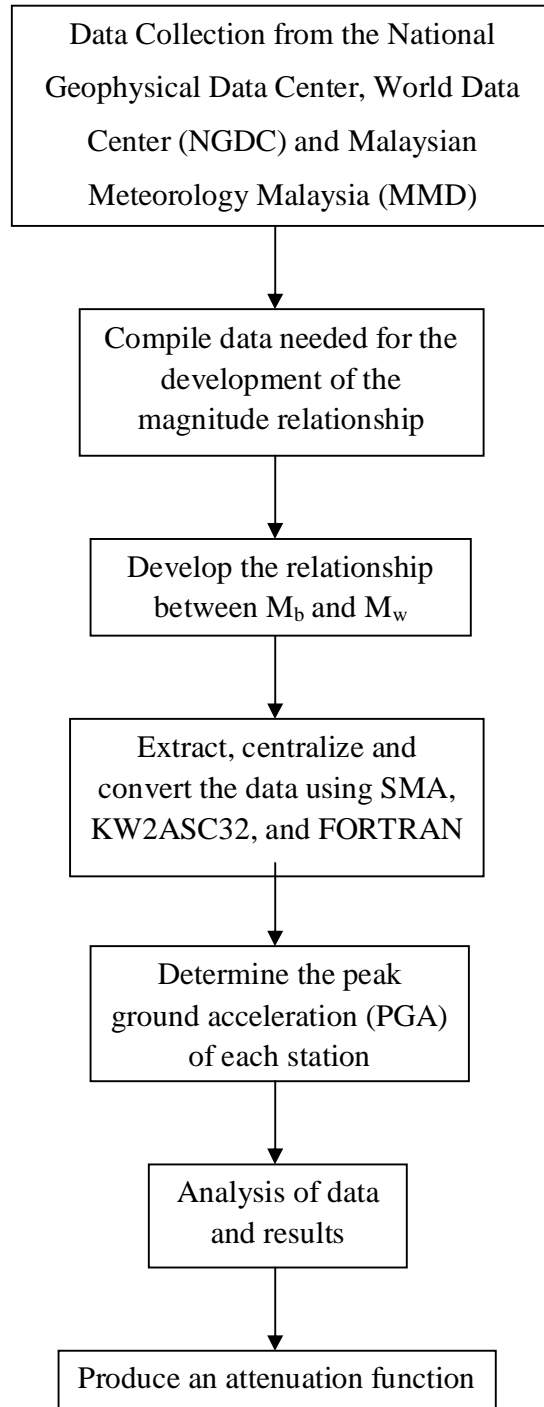 Data Collection from the National
Geophysical Data Center, World Data
Center (NGDC) and Malaysian
Meteorology Malaysia (MMD)
Compile data needed for the
development of the
magnitude relationship
Develop the relationship
between M_b and M_w
Extract, centralize and
convert the data using SMA,
KW2ASC32, and FORTRAN
Determine the peak
ground acceleration (PGA)
of each station
Analysis of data
and results
Produce an attenuation function